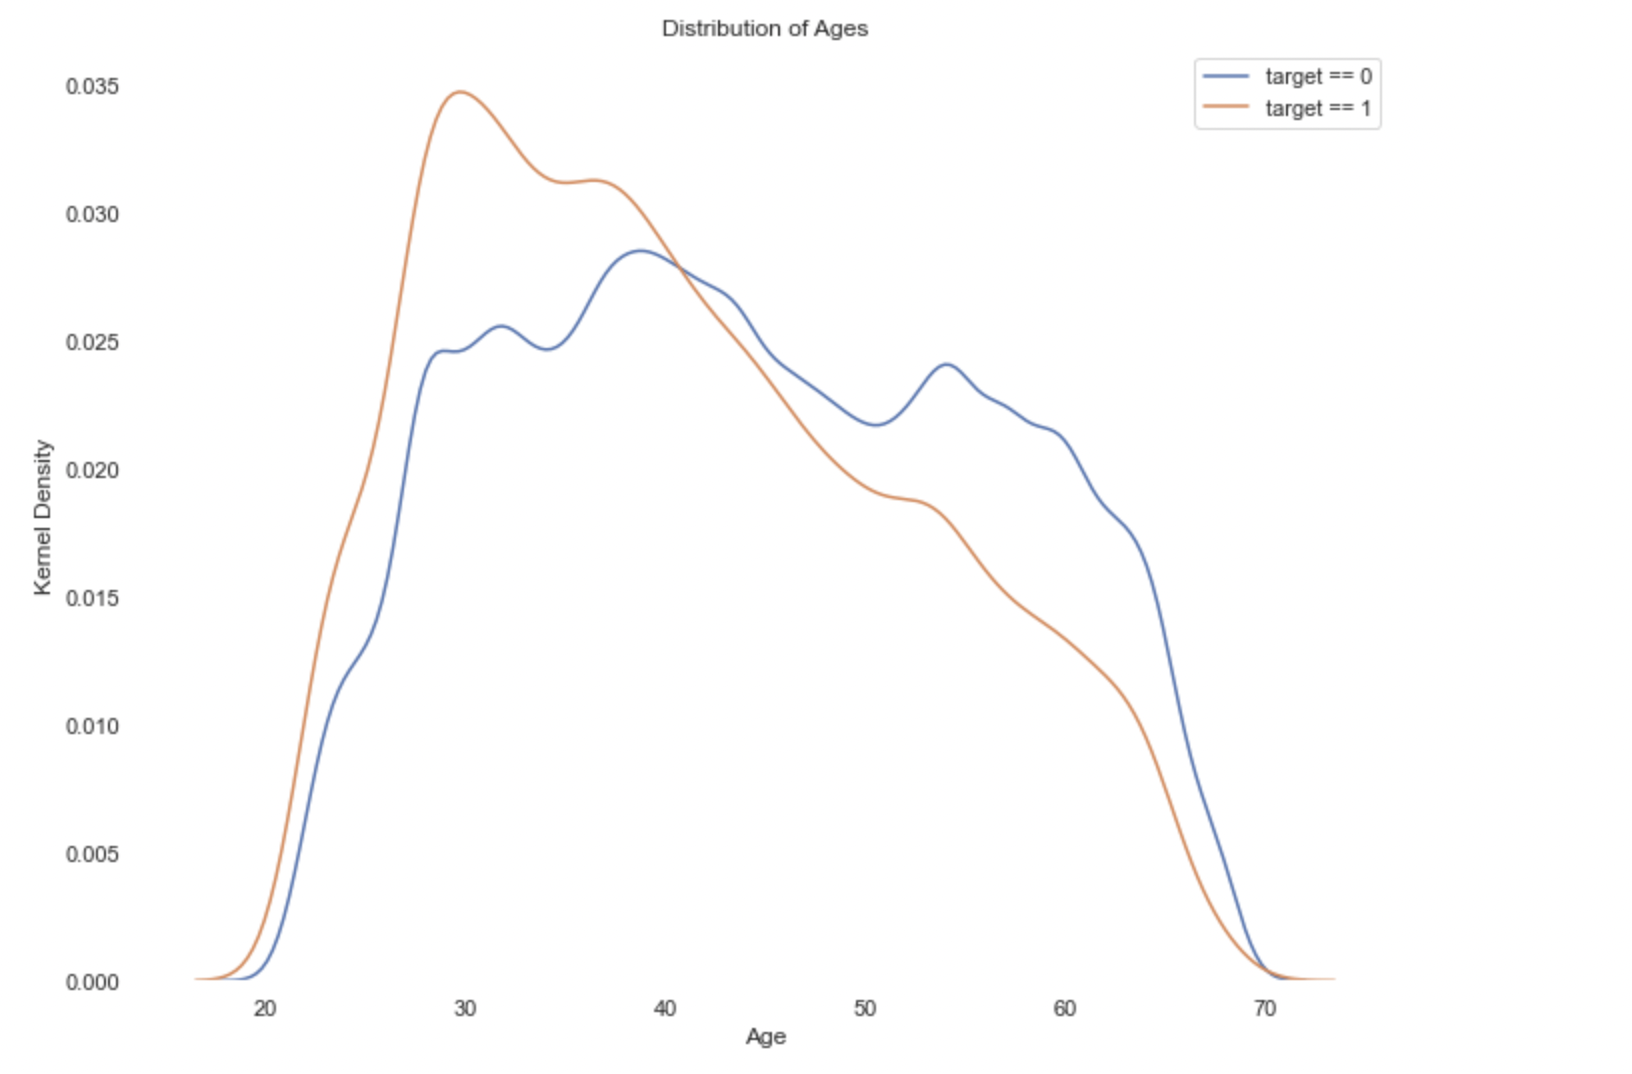 Distribution of Ages
target == 0
target == 1
0.035
0.030
0.025
0.020
0.015
0.010
0.005
0.000
Kernel Density
20 30 40 50 60 70
Age